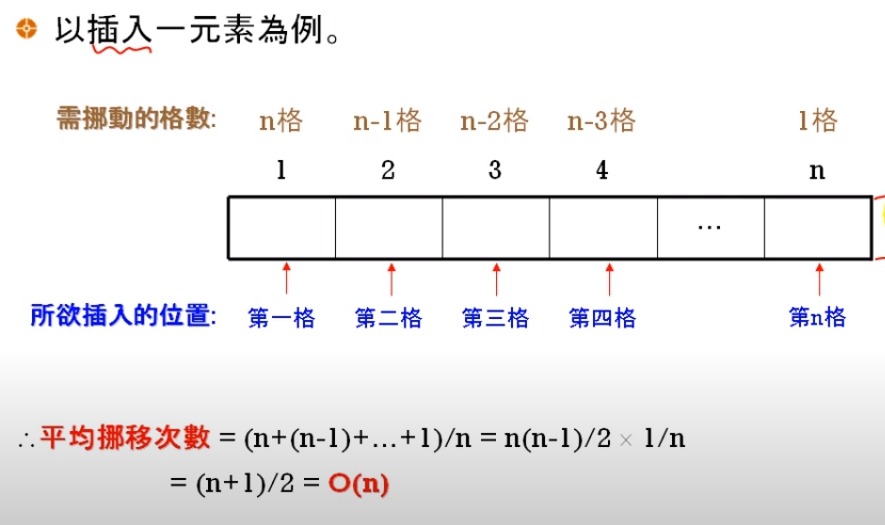 以插入一元素為例。
需挪動的格數: n格 n-1格 n-2格 n-3格 1格
1 2 3 4 n
…
所欲插入的位置: 第一格 第二格 第三格 第四格 第n格
∴平均挪移次數 = (n+(n-1)+…+1)/n = n(n-1)/2 × 1/n
= (n+1)/2 = O(n)